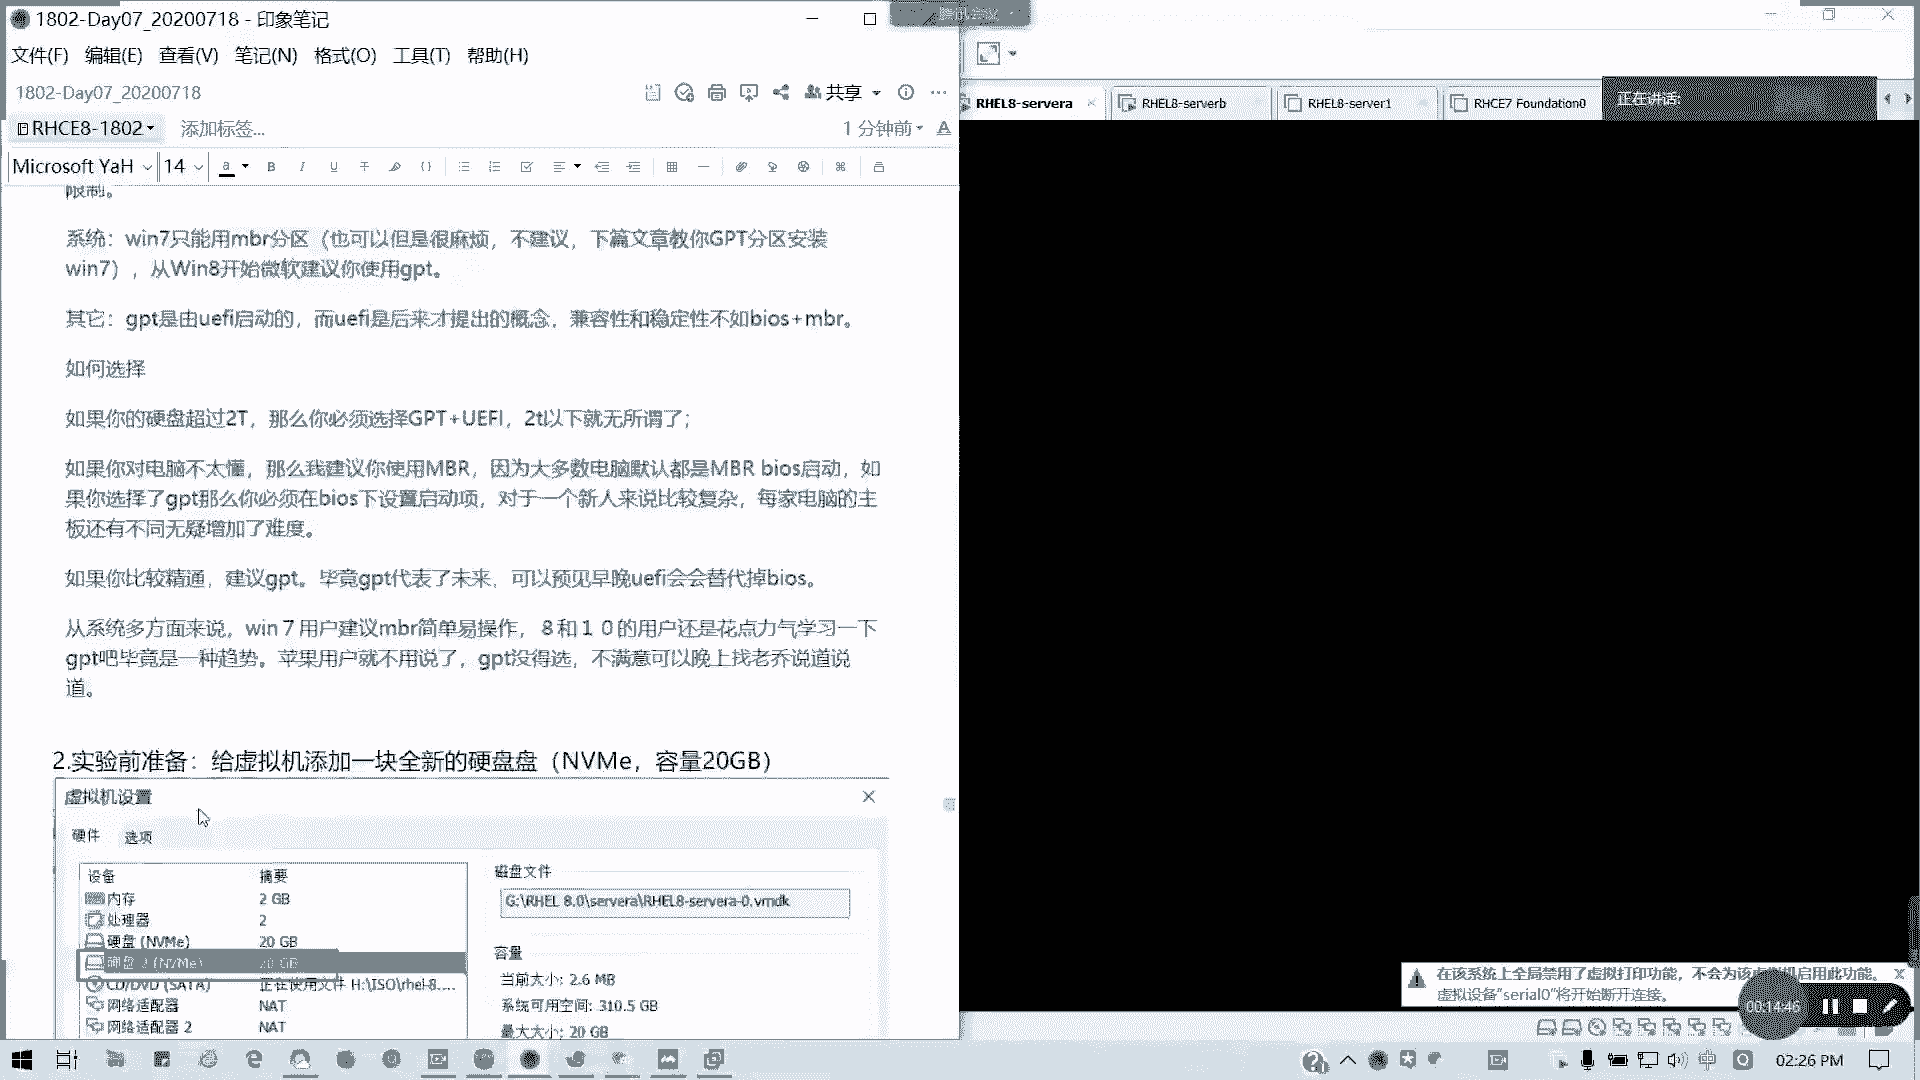 1802-Day07_20200718 - 印象笔记
腾讯会议
文件(F) 编辑(E) 查看(V) 笔记(N) 格式(O) 工具(T) 帮助(H)
1802-Day07_20200718
共享
RHEL8-servera
RHEL8-serverb
RHEL8-server1
RHCE7 Foundation0
正在讲话:
RHCE8-1802
添加标签...
1 分钟前
Microsoft YaH
14
限制。
系统：win7只能用mbr分区（也可以但是很麻烦，不建议，下篇文章教你GPT分区安装
win7），从Win8开始微软建议你使用gpt。
其它：gpt是由uefi启动的，而uefi是后来才提出的概念，兼容性和稳定性不如bios+mbr。
如何选择
如果你的硬盘超过2T，那么你必须选择GPT+UEFI，2t以下就无所谓了；
如果你对电脑不太懂，那么我建议你使用MBR，因为大多数电脑默认都是MBR bios启动，如
果你选择了gpt那么你必须在bios下设置启动项，对于一个新人来说比较复杂，每家电脑的主
板还有不同无疑增加了难度。
如果你比较精通，建议gpt。毕竟gpt代表了未来，可以预见早晚uefi会会替代掉bios。
从系统多方面来说，win７用户建议mbr简单易操作，８和１０的用户还是花点力气学习一下
gpt吧毕竟是一种趋势。苹果用户就不用说了，gpt没得选，不满意可以晚上找老乔说道说
道。
2.实验前准备：给虚拟机添加一块全新的硬盘盘（NVMe，容量20GB）
虚拟机设置
硬件 选项
设备 摘要
内存 2 GB
处理器 2
硬盘 (NVMe) 20 GB
硬盘 2 (NVMe) 20 GB
CD/DVD (SATA) 正在使用文件 H:\ISO\rhel-8....
网络适配器 NAT
网络适配器 2 NAT
磁盘文件
G:\RHEL 8.0\servera\RHEL8-servera-0.vmdk
容量
当前大小: 2.6 MB
系统可用空间: 310.5 GB
最大大小: 20 GB
在该系统上全局禁用了虚拟打印功能，不会为该虚拟机启用此功能。
虚拟设备"serial0"将开始断开连接。
00:14:46
中
02:26 PM